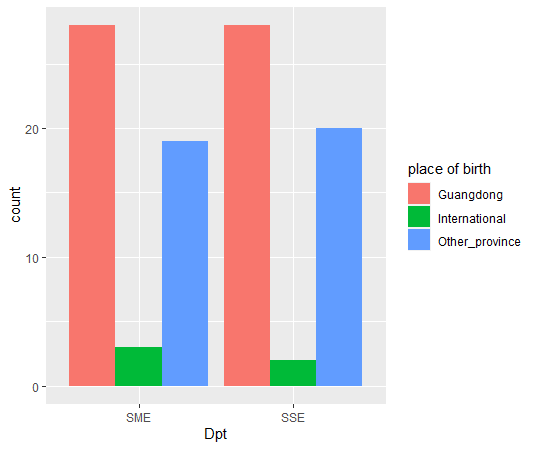 count
20
10
0
SME
SSE
Dpt
place of birth
Guangdong
International
Other_province